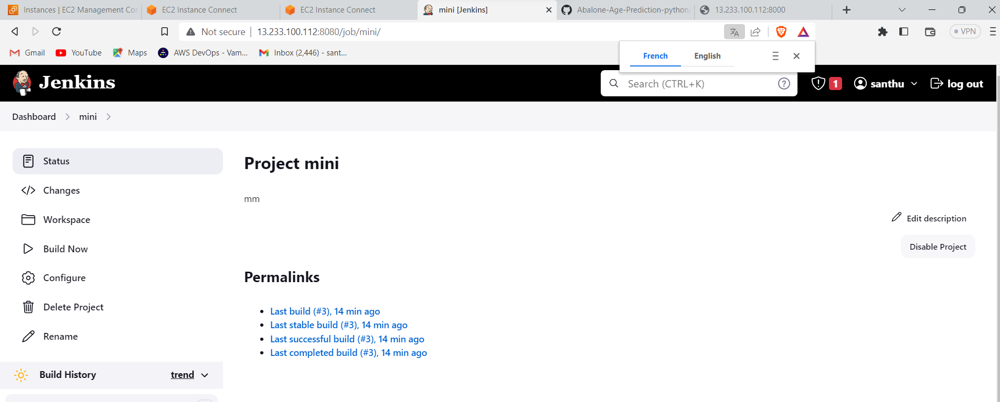 Instances | EC2 Management Con
EC2 Instance Connect
EC2 Instance Connect
mini [Jenkins]
Abalone-Age-Prediction-python,
13.233.100.112:8000
Not secure
13.233.100.112:8080/job/mini/
VPN
Gmail
YouTube
Maps
AWS DevOps - Vam...
Inbox (2,446) - sant...
French
English
Jenkins
Search (CTRL+K)
1
santhu
log out
Dashboard
mini
Status
Changes
Workspace
Build Now
Configure
Delete Project
Rename
Build History
trend
Project mini
mm
Edit description
Disable Project
Permalinks
Last build (#3), 14 min ago
Last stable build (#3), 14 min ago
Last successful build (#3), 14 min ago
Last completed build (#3), 14 min ago